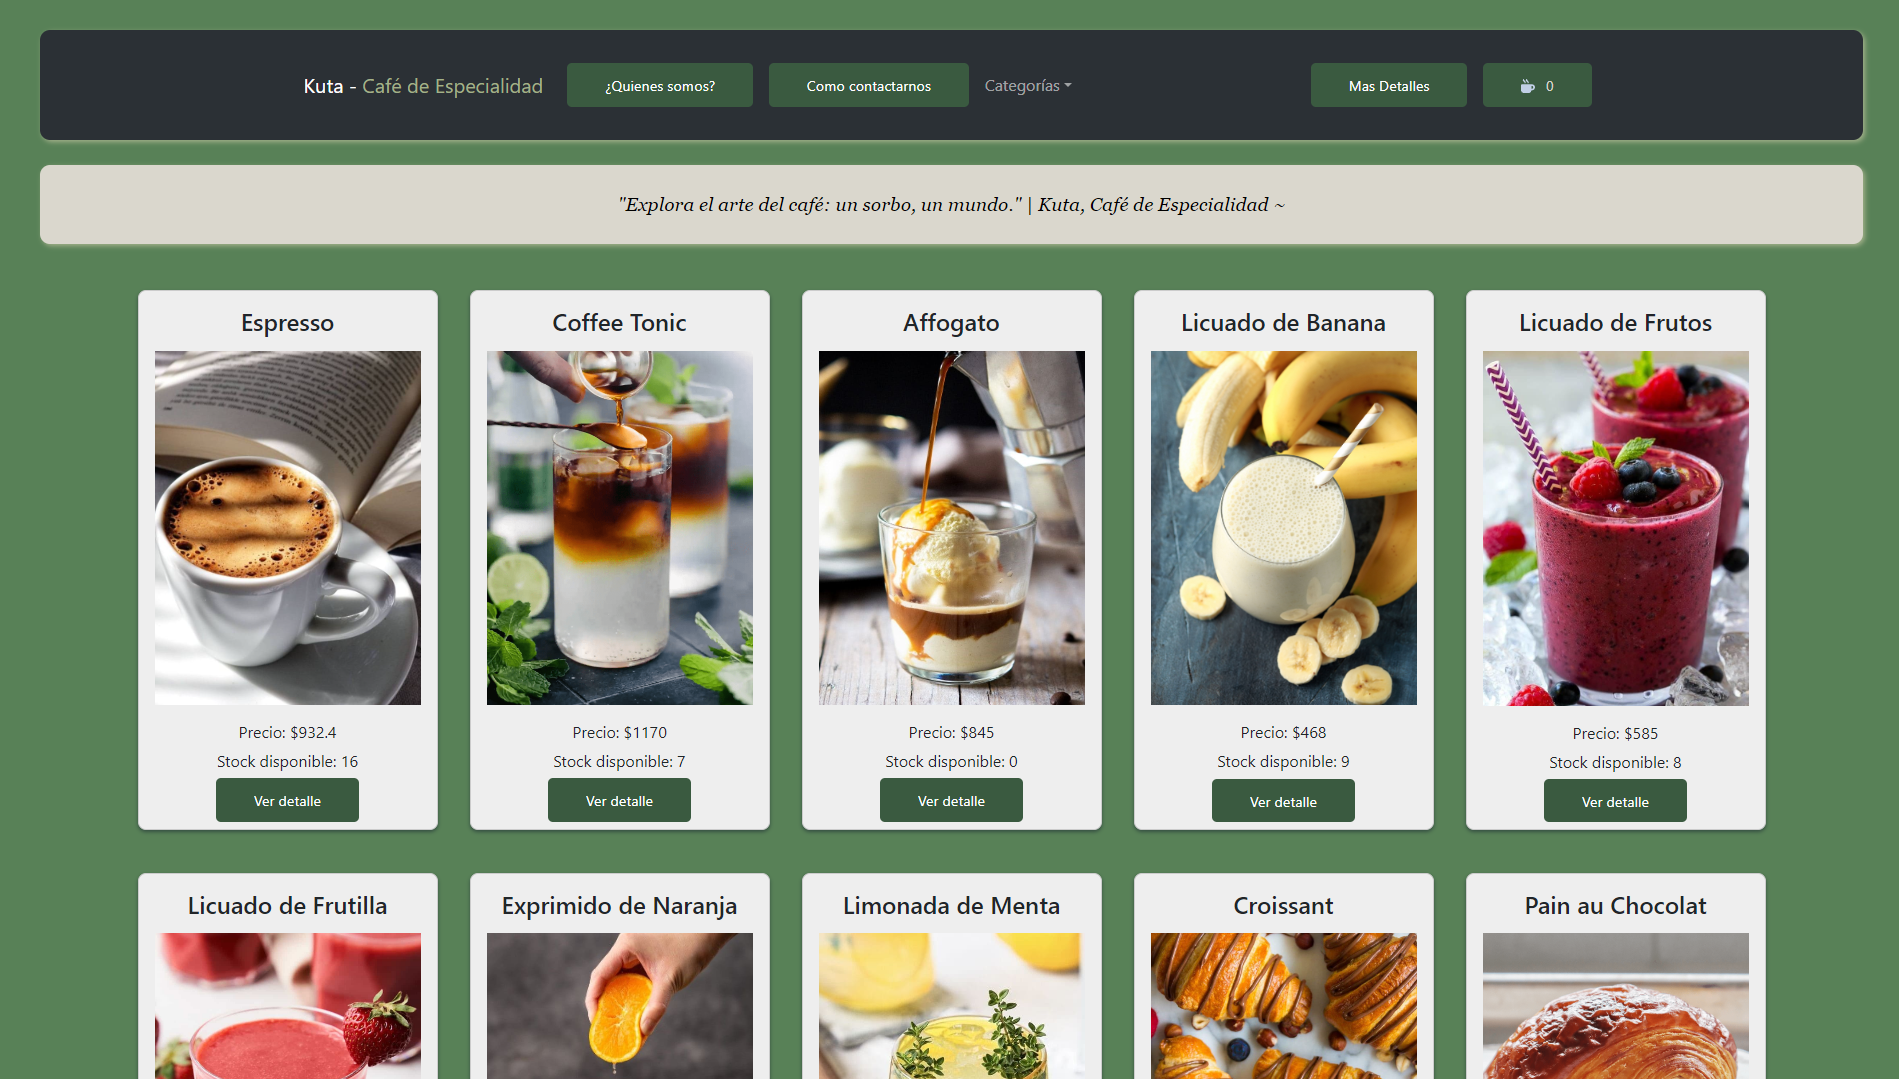 Kuta - Café de Especialidad
¿Quienes somos?
Como contactarnos
Categorías
Mas Detalles
0
"Explora el arte del café: un sorbo, un mundo." | Kuta, Café de Especialidad ~
Espresso
Precio: $932.4
Stock disponible: 16
Ver detalle
Coffee Tonic
Precio: $1170
Stock disponible: 7
Ver detalle
Affogato
Precio: $845
Stock disponible: 0
Ver detalle
Licuado de Banana
Precio: $468
Stock disponible: 9
Ver detalle
Licuado de Frutos
Precio: $585
Stock disponible: 8
Ver detalle
Licuado de Frutilla
Exprimido de Naranja
Limonada de Menta
Croissant
Pain au Chocolat